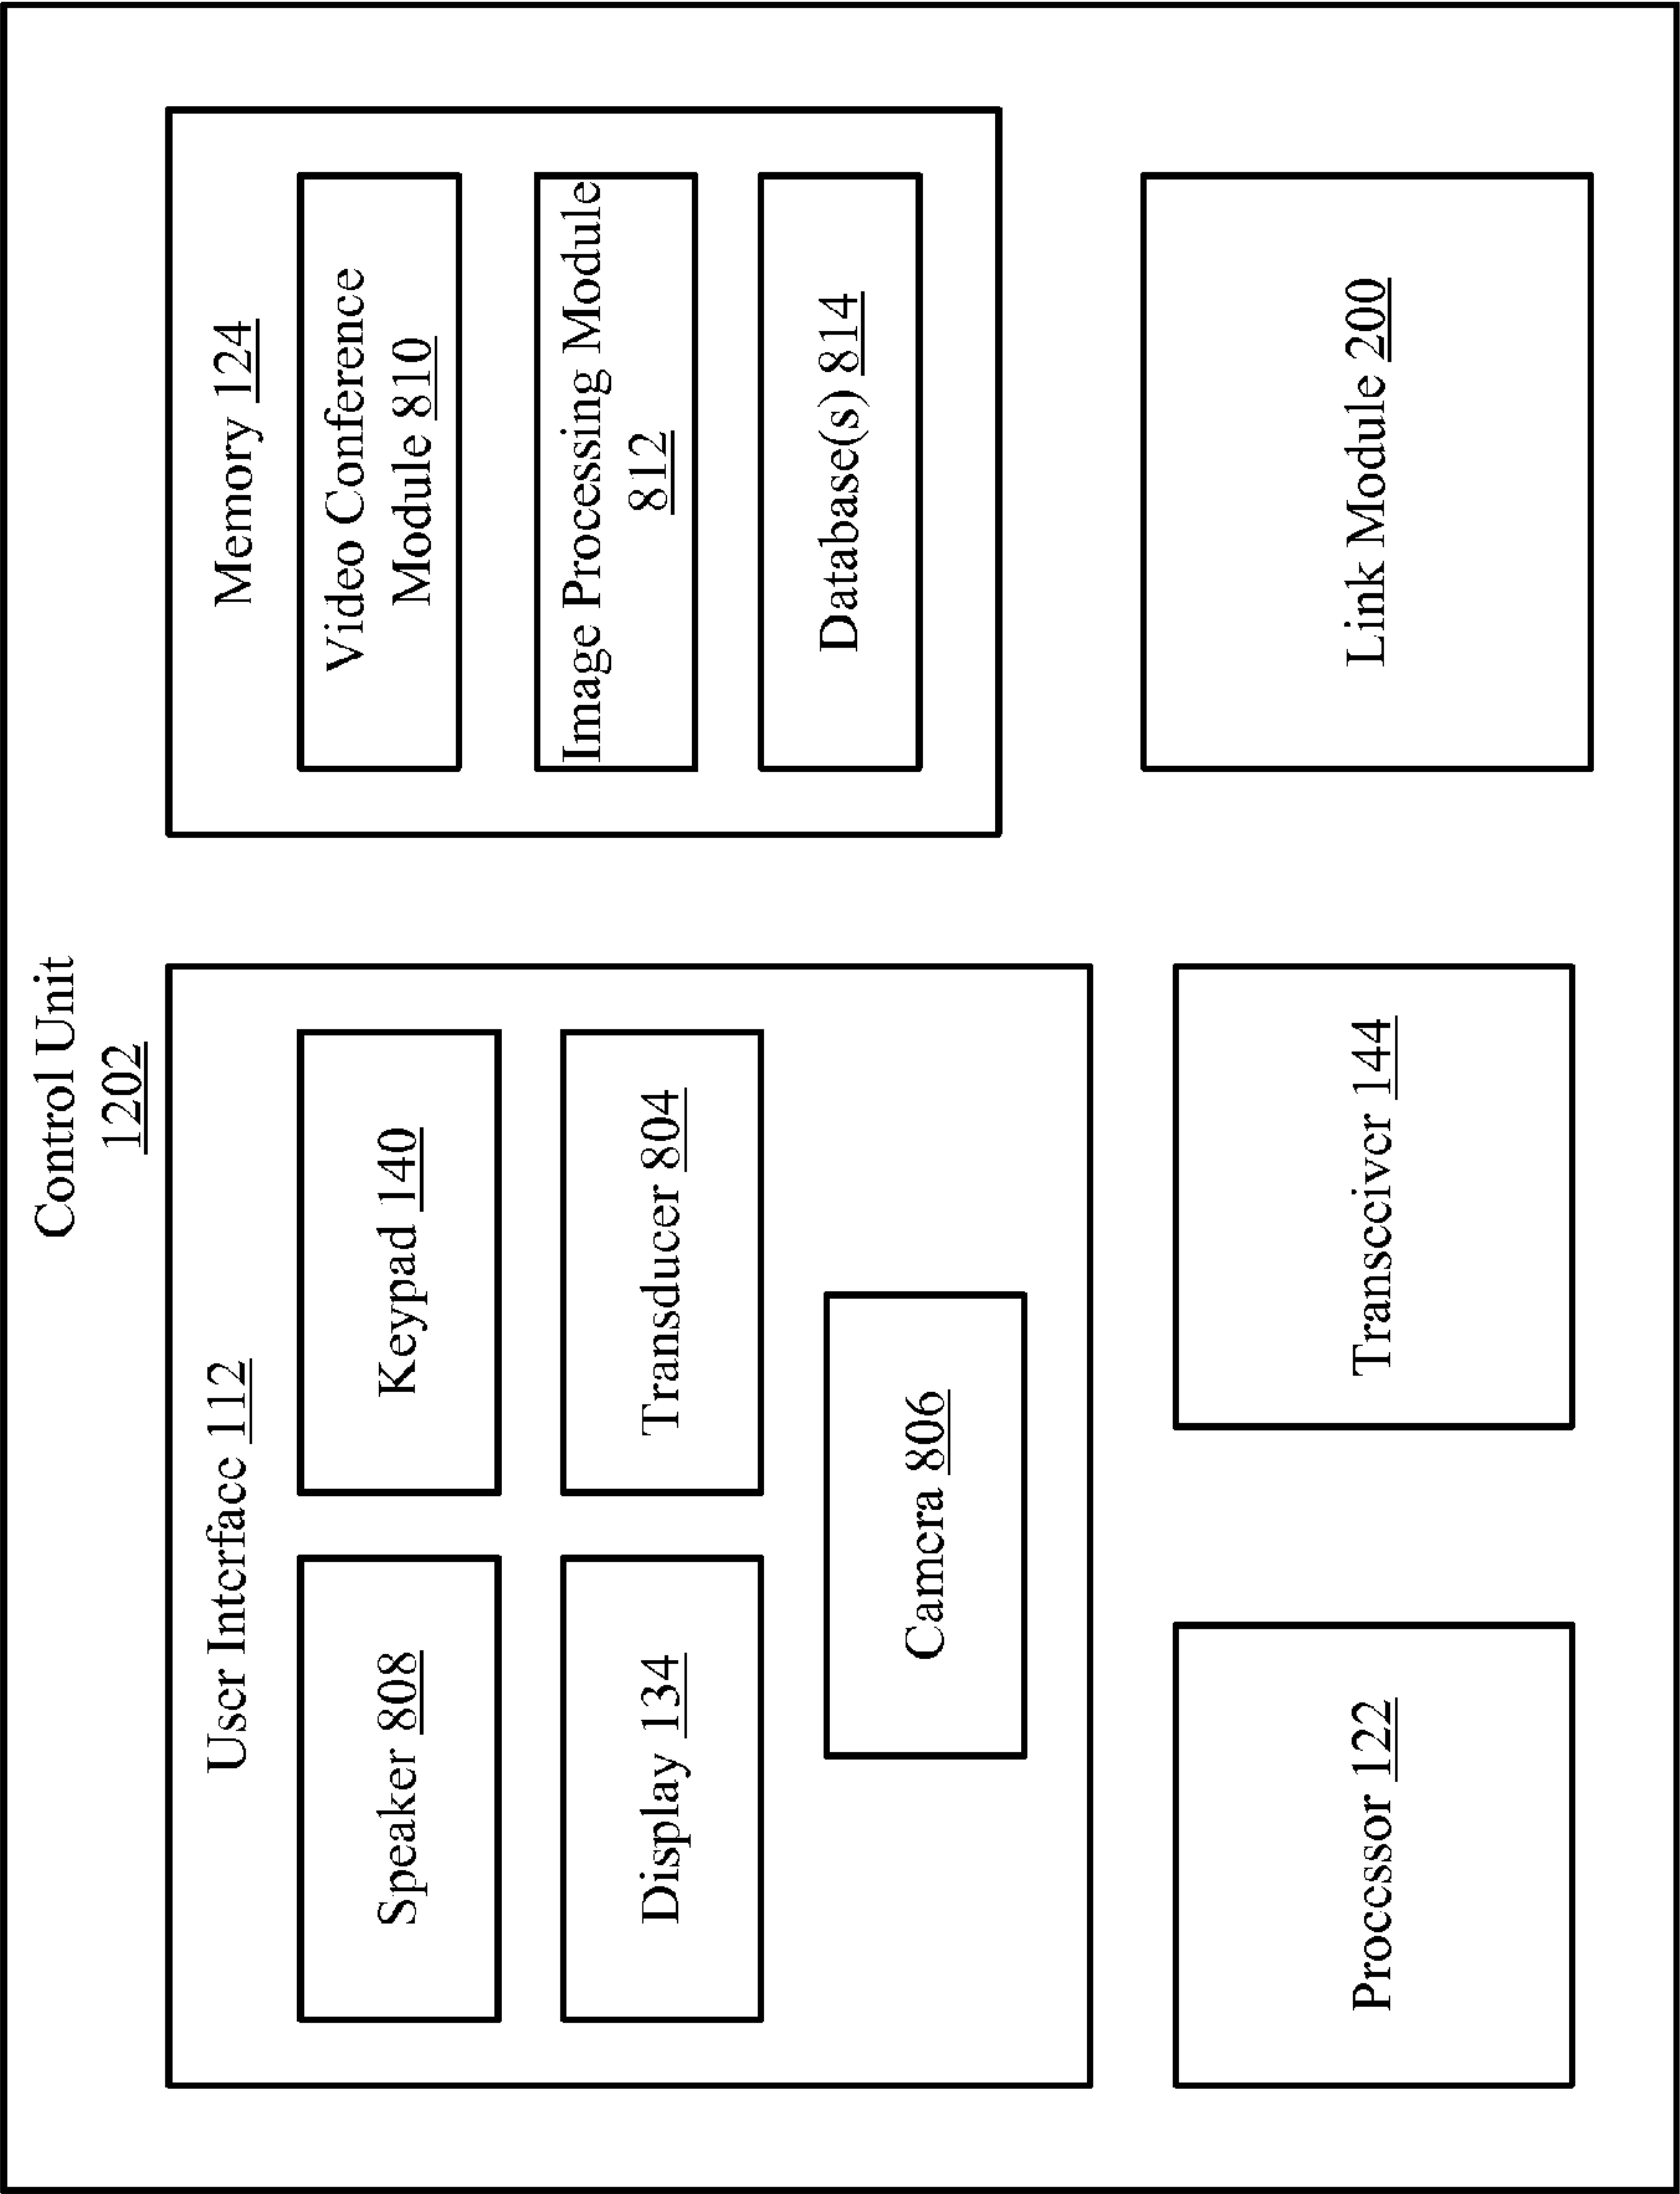 Control Unit
1202
User Interface 112
Speaker 808
Keypad 140
Display 134
Transducer 804
Camera 806
Memory 124
Video Conference
Module 810
Image Processing Module
812
Database(s) 814
Processor 122
Transceiver 144
Link Module 200